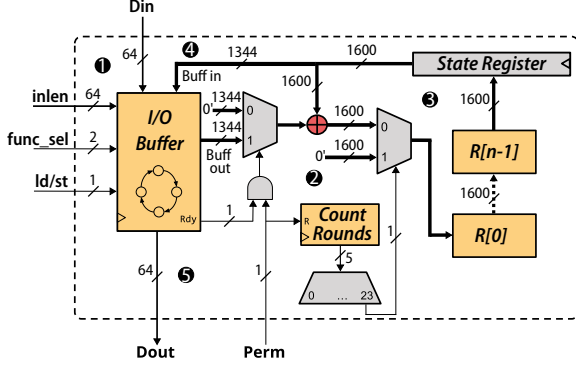 Din
64
❶
❹
1344
1600
State Register
Buff in
inlen
64
I/O
Buffer
0'
1344
0
1600
1600
❸
1600
func_sel
2
1344
1
Buff
out
0
R[n-1]
0'
1600
1
ld/st
1
❷
1600
Rdy
1
R
Count
Rounds
1
R[0]
64
❺
1
5
0 ... 23
Dout
Perm